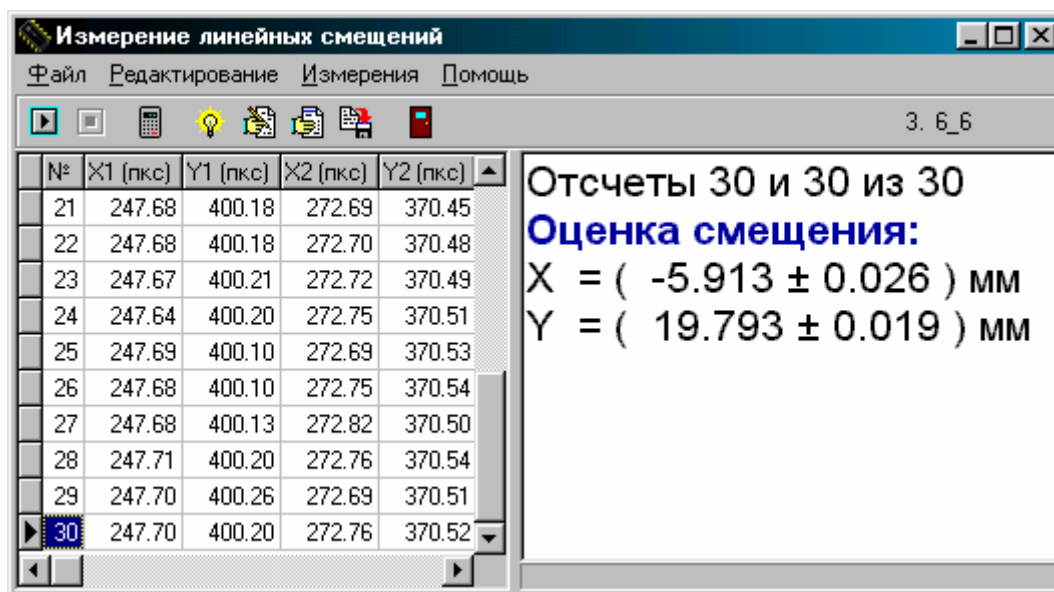 Измерение линейных смещений
Файл Редактирование Измерения Помощь
3. 6_6
№ X1 (пкс) Y1 (пкс) X2 (пкс) Y2 (пкс)
21 247.68 400.18 272.69 370.45
22 247.68 400.18 272.70 370.48
23 247.67 400.21 272.72 370.49
24 247.64 400.20 272.75 370.51
25 247.69 400.10 272.69 370.53
26 247.68 400.10 272.75 370.54
27 247.68 400.13 272.82 370.50
28 247.71 400.20 272.76 370.54
29 247.70 400.26 272.69 370.51
30 247.70 400.20 272.76 370.52
Отсчеты 30 и 30 из 30
Оценка смещения:
X = ( -5.913 ± 0.026 ) мм
Y = ( 19.793 ± 0.019 ) мм